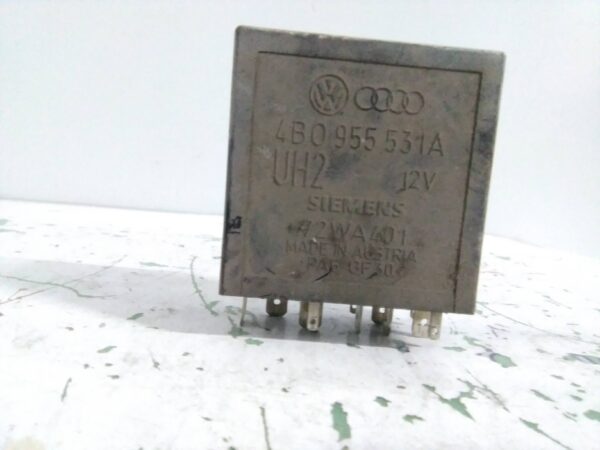 4B0 955 531A
UH2 12V
SIEMENS
MADE IN AUSTRIA